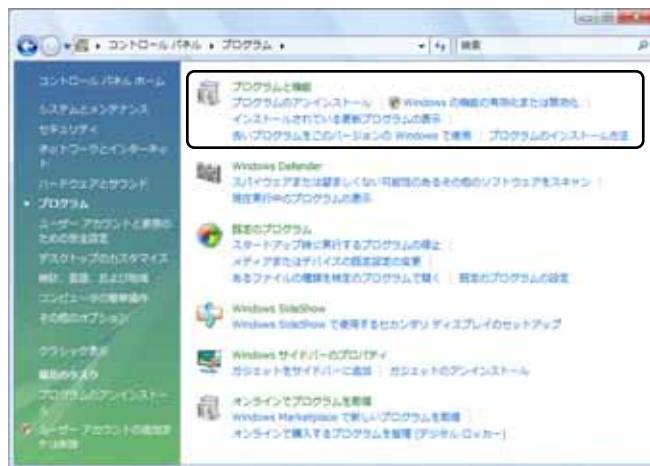 コントロール パネル ▸ プログラム ▸
検索
コントロール パネル ホーム
システムとメンテナンス
セキュリティ
ネットワークとインターネッ
ト
ハードウェアとサウンド
プログラム
ユーザー アカウントと家族の
ための安全設定
デスクトップのカスタマイズ
時計、言語、および地域
コンピュータの簡単操作
その他のオプション
クラシック表示
最近のタスク
プログラムのアンインストー
ル
ユーザー アカウントの追加ま
たは削除
プログラムと機能
プログラムのアンインストール | Windows の機能の有効化または無効化 |
インストールされている更新プログラムの表示 |
古いプログラムをこのバージョンの Windows で使用 | プログラムのインストール方法
Windows Defender
スパイウェアまたは望ましくない可能性のあるその他のソフトウェアをスキャン |
現在実行中のプログラムの表示
既定のプログラム
スタートアップ時に実行するプログラムの停止 |
メディアまたはデバイスの既定設定の変更 |
あるファイルの種類を特定のプログラムで開く | 既定のプログラムの設定
Windows SideShow
Windows SideShow で使用するセカンダリ ディスプレイのセットアップ
Windows サイドバーのプロパティ
ガジェットをサイドバーに追加 | ガジェットのアンインストール
オンラインでプログラムを取得
Windows Marketplace で新しいプログラムを取得 |
オンラインで購入するプログラムを管理 (デジタル ロッカー)